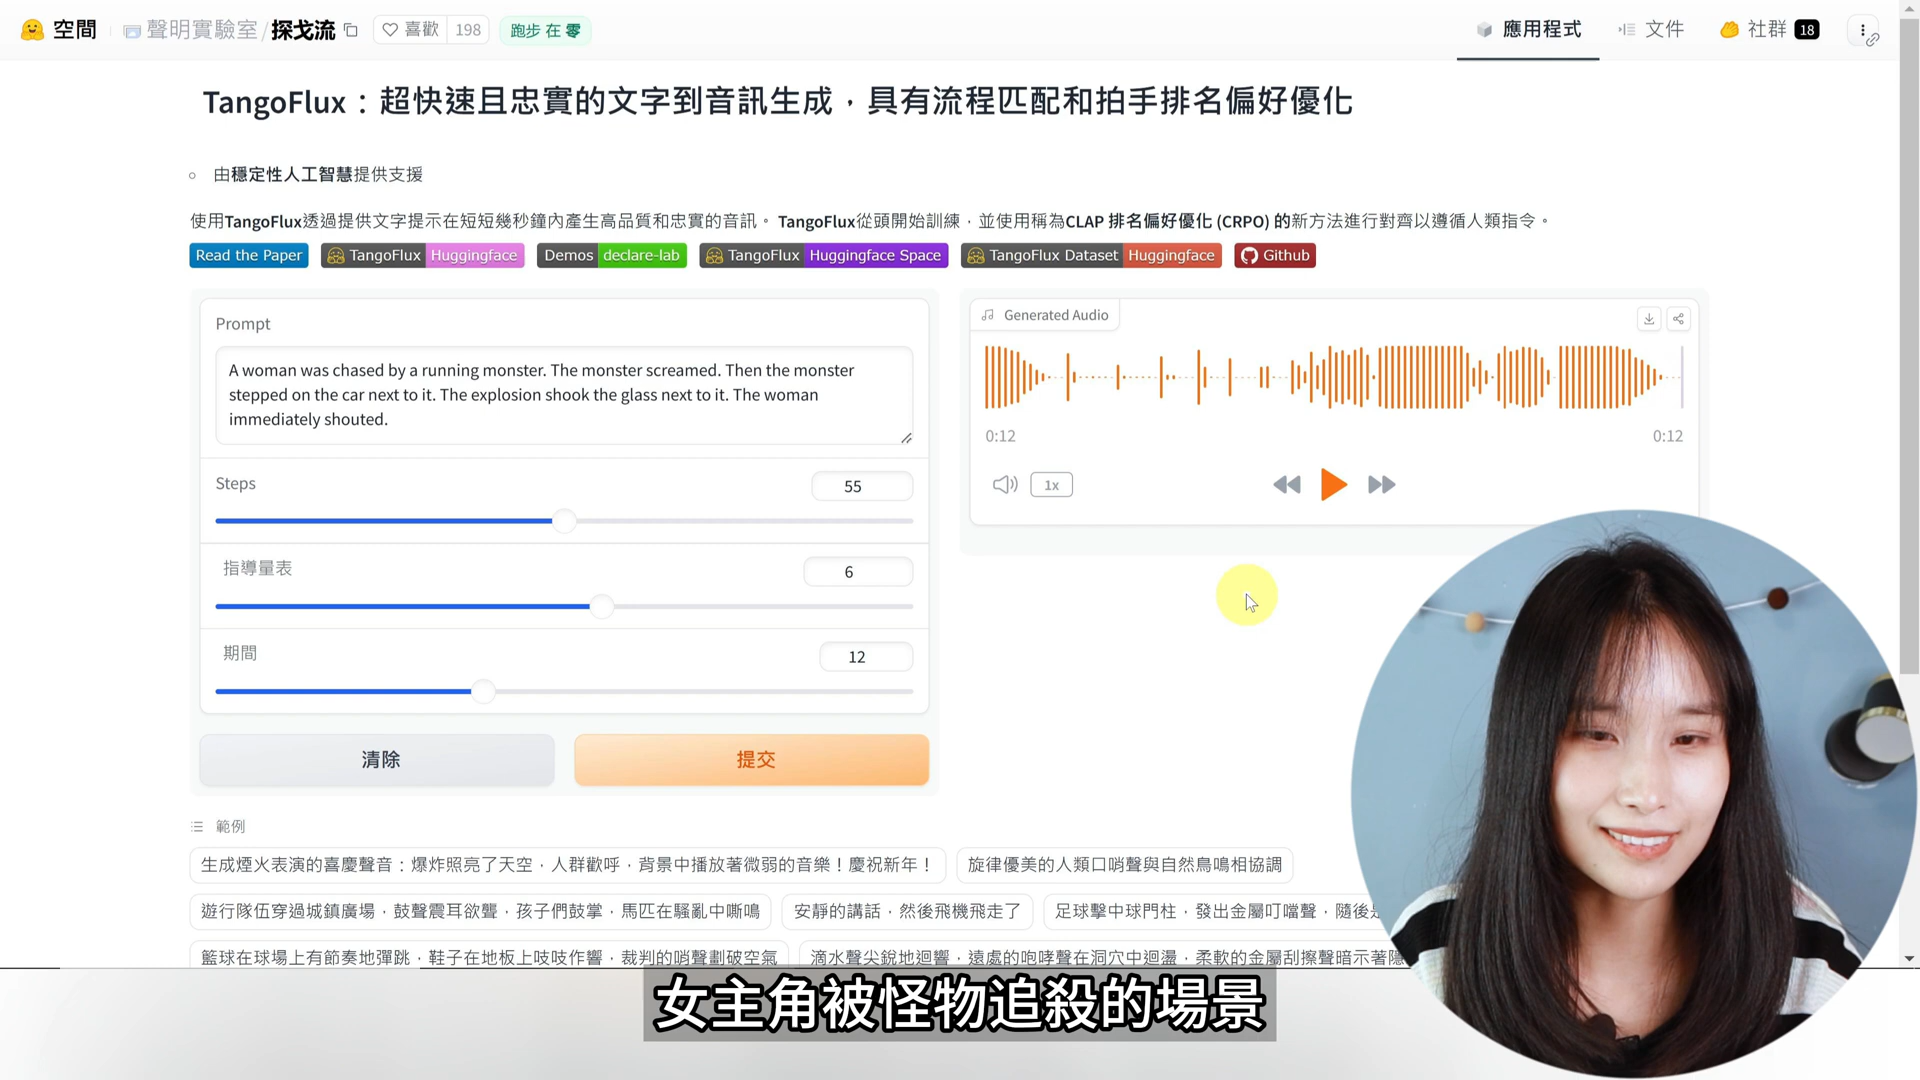 空間 聲明實驗室/探戈流 喜歡 198 跑步 在 零 應用程式 文件 社群 18
TangoFlux：超快速且忠實的文字到音訊生成，具有流程匹配和拍手排名偏好優化
由穩定性人工智慧提供支援
使用TangoFlux透過提供文字提示在短短幾秒鐘內產生高品質和忠實的音訊。TangoFlux從頭開始訓練，並使用稱為CLAP 排名偏好優化 (CRPO) 的新方法進行對齊以遵循人類指令。
Read the Paper TangoFlux Huggingface Demos declare-lab TangoFlux Huggingface Space TangoFlux Dataset Huggingface Github
Prompt
A woman was chased by a running monster. The monster screamed. Then the monster
stepped on the car next to it. The explosion shook the glass next to it. The woman
immediately shouted.
Steps 55
指導量表 6
期間 12
清除 提交
Generated Audio
0:12 0:12
1x
範例
生成煙火表演的喜慶聲音：爆炸照亮了天空，人群歡呼，背景中播放著微弱的音樂！慶祝新年！ 旋律優美的人類口哨聲與自然鳥鳴相協調
遊行隊伍穿過城鎮廣場，鼓聲震耳欲聾，孩子們鼓掌，馬匹在騷亂中嘶鳴 安靜的講話，然後飛機飛走了 足球擊中球門柱，發出金屬叮噹聲，隨後
籃球在球場上有節奏地彈跳，鞋子在地板上吱吱作響，裁判的哨聲劃破空氣 滴水聲尖銳地迴響，遠處的咆哮聲在洞穴中迴盪，柔軟的金屬刮擦聲暗示著
女主角被怪物追殺的場景